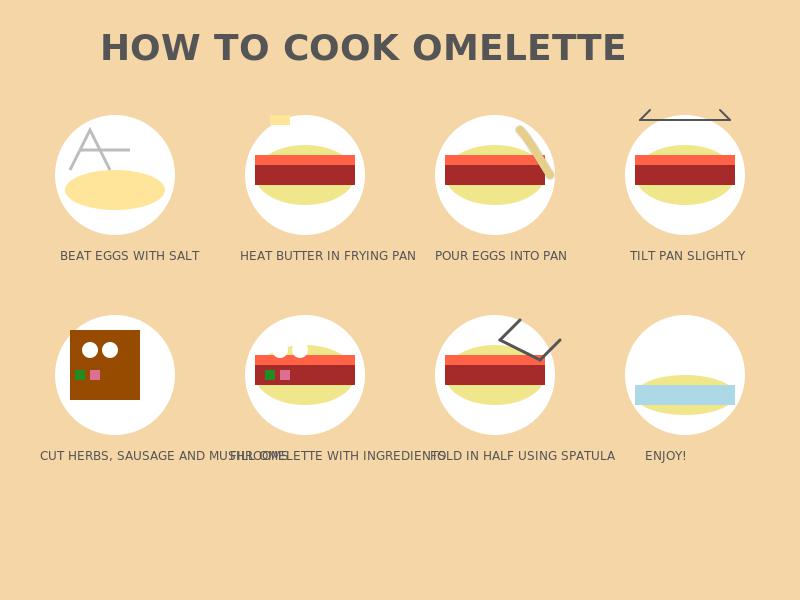 HOW TO COOK OMELETTE
BEAT EGGS WITH SALT
HEAT BUTTER IN FRYING PAN
POUR EGGS INTO PAN
TILT PAN SLIGHTLY
CUT HERBS, SAUSAGE AND MUSHROOMS
FILL OMELETTE WITH INGREDIENTS
FOLD IN HALF USING SPATULA
ENJOY!